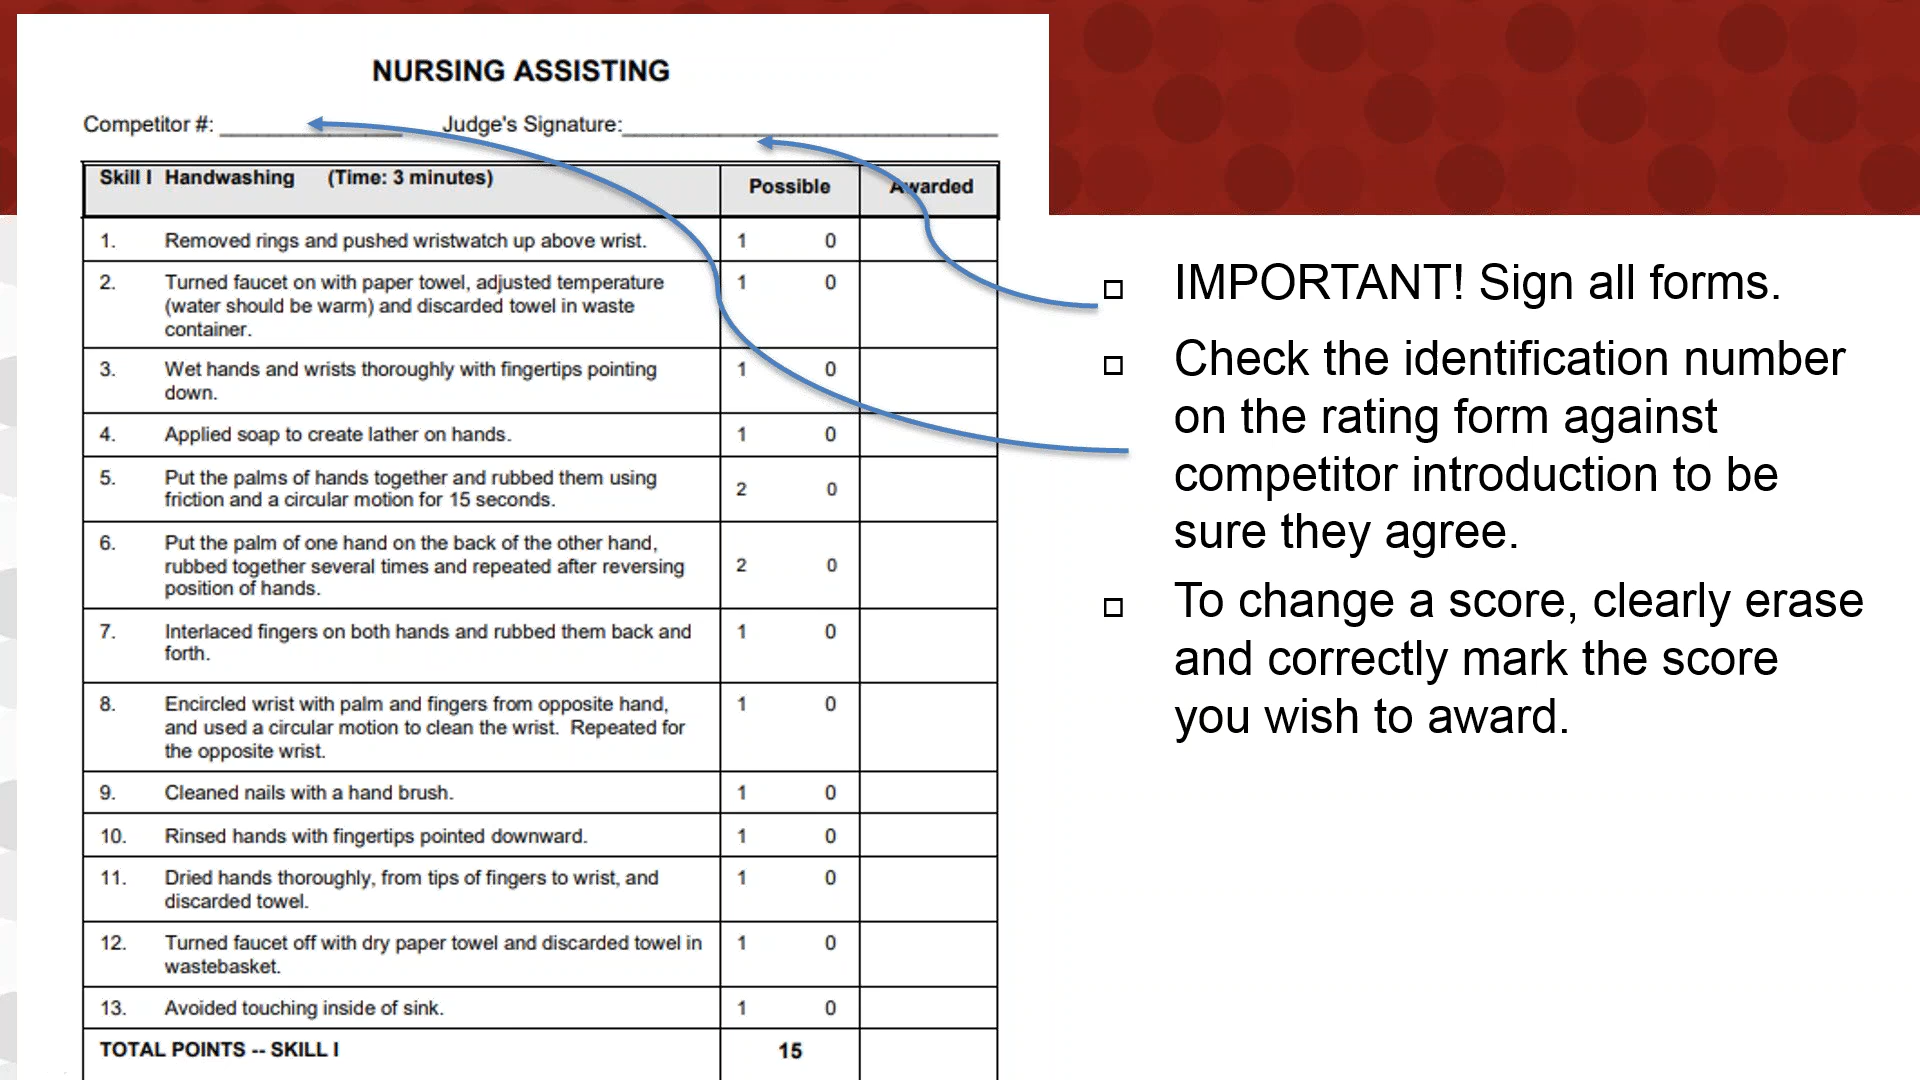 NURSING ASSISTING
Competitor #: _________________ Judge's Signature:___________________________________
Skill I Handwashing (Time: 3 minutes) Possible Awarded
1. Removed rings and pushed wristwatch up above wrist. 1 0
2. Turned faucet on with paper towel, adjusted temperature 1 0
(water should be warm) and discarded towel in waste
container.
3. Wet hands and wrists thoroughly with fingertips pointing 1 0
down.
4. Applied soap to create lather on hands. 1 0
5. Put the palms of hands together and rubbed them using
friction and a circular motion for 15 seconds. 2 0
6. Put the palm of one hand on the back of the other hand,
rubbed together several times and repeated after reversing 2 0
position of hands.
7. Interlaced fingers on both hands and rubbed them back and 1 0
forth.
8. Encircled wrist with palm and fingers from opposite hand, 1 0
and used a circular motion to clean the wrist. Repeated for
the opposite wrist.
9. Cleaned nails with a hand brush. 1 0
10. Rinsed hands with fingertips pointed downward. 1 0
11. Dried hands thoroughly, from tips of fingers to wrist, and 1 0
discarded towel.
12. Turned faucet off with dry paper towel and discarded towel in 1 0
wastebasket.
13. Avoided touching inside of sink. 1 0
TOTAL POINTS -- SKILL I 15
IMPORTANT! Sign all forms.
Check the identification number
on the rating form against
competitor introduction to be
sure they agree.
To change a score, clearly erase
and correctly mark the score
you wish to award.